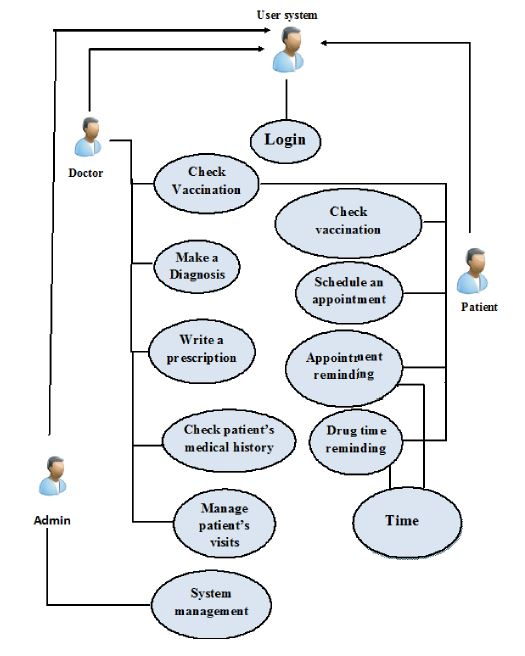 User system
Login
Doctor
Check
Vaccination
Check
vaccination
Make a
Diagnosis
Schedule an
appointment
Patient
Write a
prescription
Appointment
reminding
Check patient's
medical history
Drug time
reminding
Admin
Manage
patient's
visits
Time
System
management